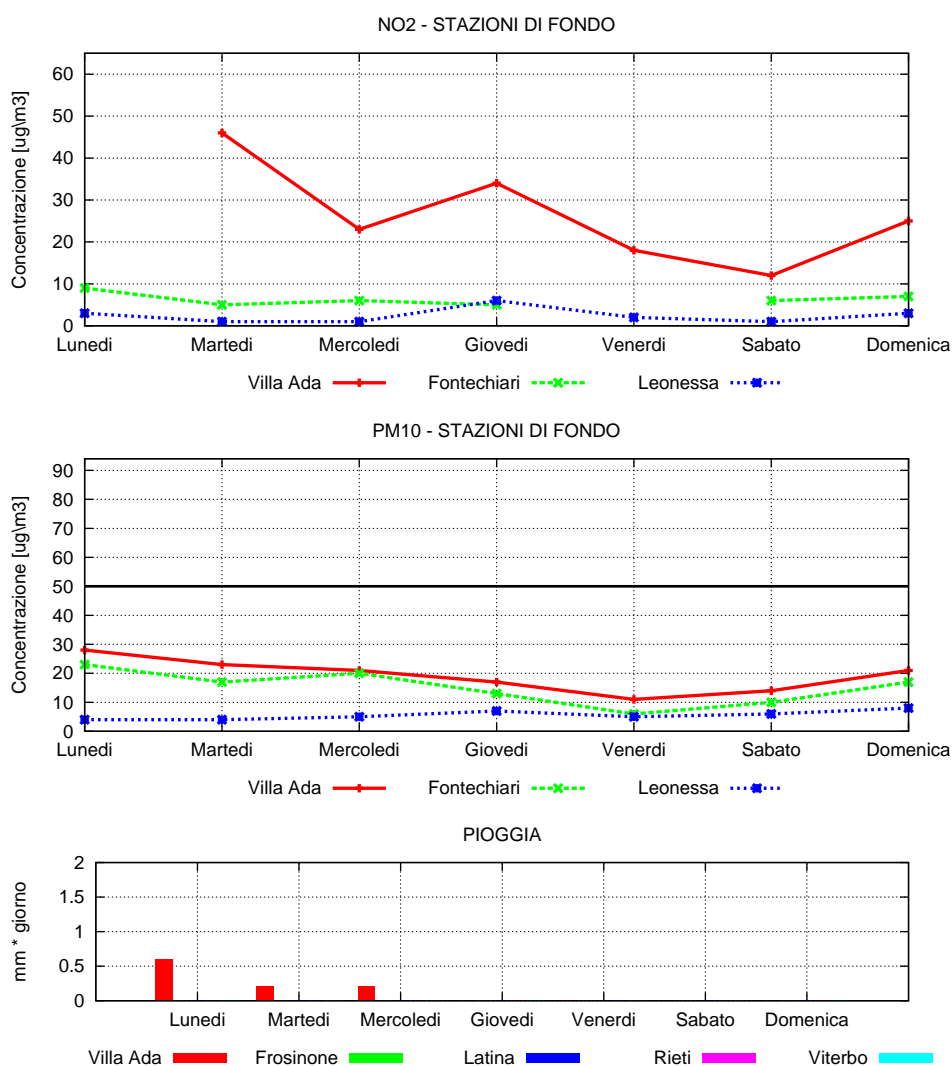 NO2 - STAZIONI DI FONDO
Concentrazione [ug\m3]
60
50
40
30
20
10
0
Lunedi Martedi Mercoledi Giovedi Venerdi Sabato Domenica
Villa Ada Fontechiari Leonessa
PM10 - STAZIONI DI FONDO
Concentrazione [ug\m3]
90
80
70
60
50
40
30
20
10
0
Lunedi Martedi Mercoledi Giovedi Venerdi Sabato Domenica
Villa Ada Fontechiari Leonessa
PIOGGIA
mm * giorno
2
1.5
1
0.5
0
Lunedi Martedi Mercoledi Giovedi Venerdi Sabato Domenica
Villa Ada Frosinone Latina Rieti Viterbo